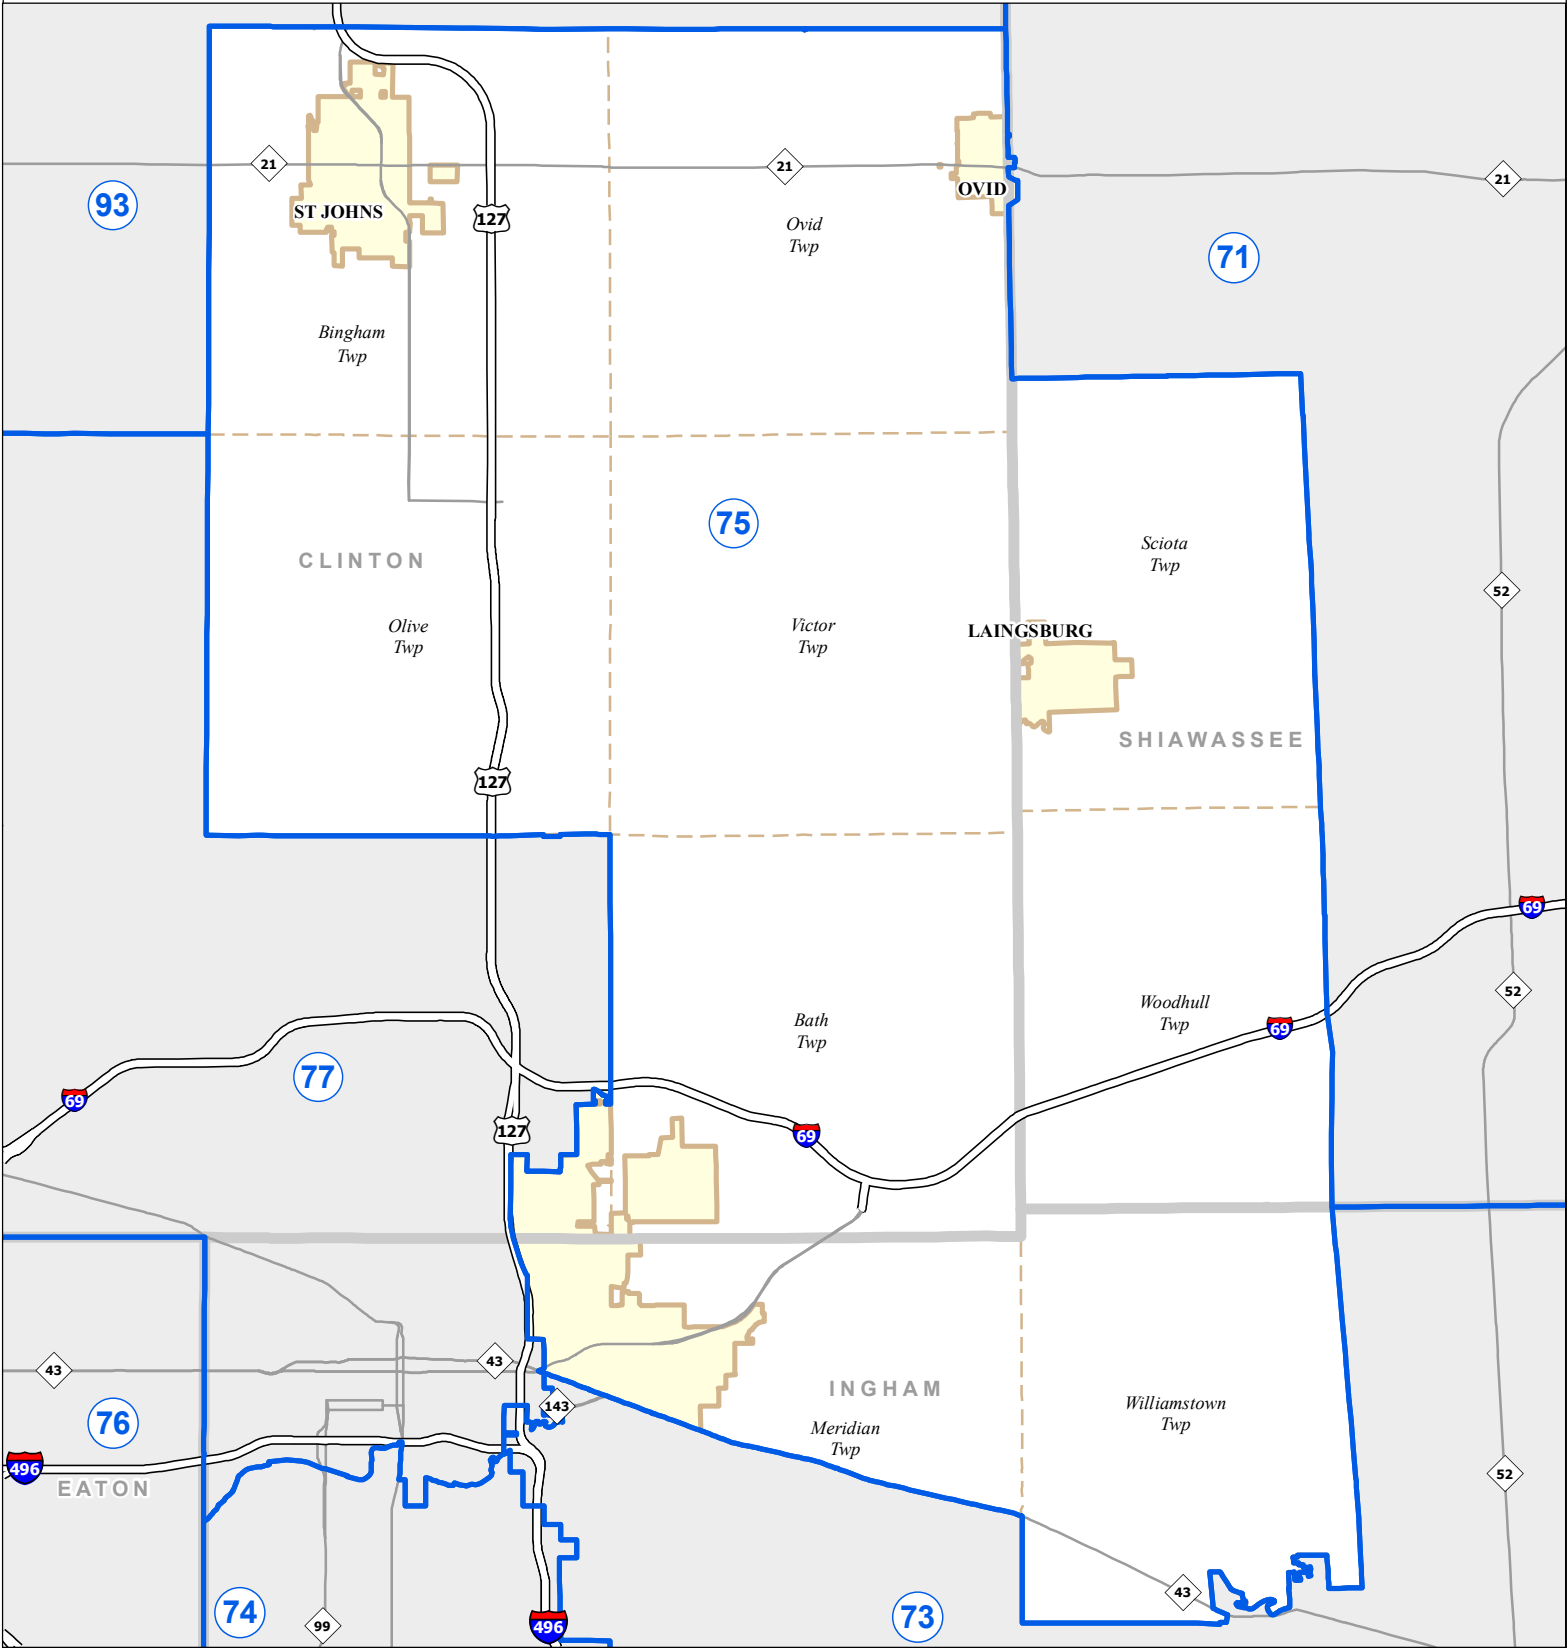 21
21
21
93
ST JOHNS
OVID
127
Ovid
Twp
71
Bingham
Twp
75
CLINTON
Sciota
Twp
52
Olive
Twp
Victor
Twp
LAINGSBURG
SHIAWASSEE
127
69
52
Woodhull
Twp
Bath
Twp
69
77
69
127
69
43
43
INGHAM
143
Williamstown
Twp
76
Meridian
Twp
496
EATON
52
43
74
99
496
73